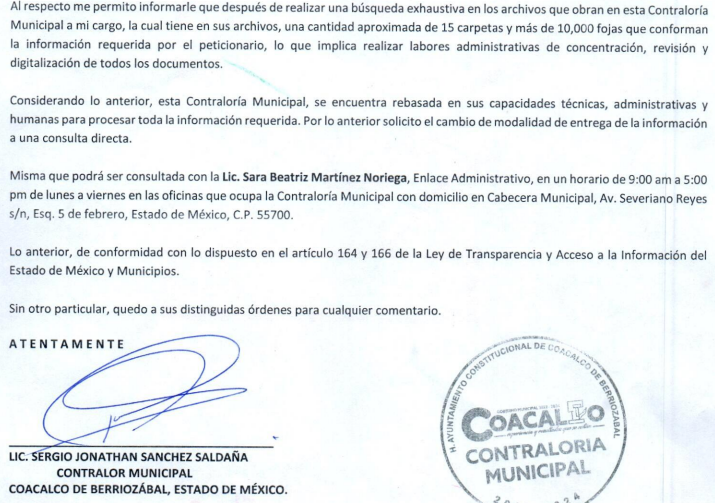 Al respecto me permito informarle que después de realizar una búsqueda exhaustiva en los archivos que obran en esta Contraloría
Municipal a mi cargo, la cual tiene en sus archivos, una cantidad aproximada de 15 carpetas y más de 10,000 fojas que conforman
la información requerida por el peticionario, lo que implica realizar labores administrativas de concentración, revisión y
digitalización de todos los documentos.
Considerando lo anterior, esta Contraloría Municipal, se encuentra rebasada en sus capacidades técnicas, administrativas y
humanas para procesar toda la información requerida. Por lo anterior solicito el cambio de modalidad de entrega de la información
a una consulta directa.
Misma que podrá ser consultada con la Lic. Sara Beatriz Martínez Noriega, Enlace Administrativo, en un horario de 9:00 am a 5:00
pm de lunes a viernes en las oficinas que ocupa la Contraloría Municipal con domicilio en Cabecera Municipal, Av. Severiano Reyes
s/n, Esq. 5 de febrero, Estado de México, C.P. 55700.
Lo anterior, de conformidad con lo dispuesto en el artículo 164 y 166 de la Ley de Transparencia y Acceso a la Información del
Estado de México y Municipios.
Sin otro particular, quedo a sus distinguidas órdenes para cualquier comentario.
ATENTAMENTE
LIC. SERGIO JONATHAN SANCHEZ SALDAÑA
CONTRALOR MUNICIPAL
COACALCO DE BERRIOZÁBAL, ESTADO DE MÉXICO.
H. AYUNTAMIENTO CONSTITUCIONAL DE COACALCO DE BERRIOZÁBAL
COACALCO
CONTRALORIA
MUNICIPAL